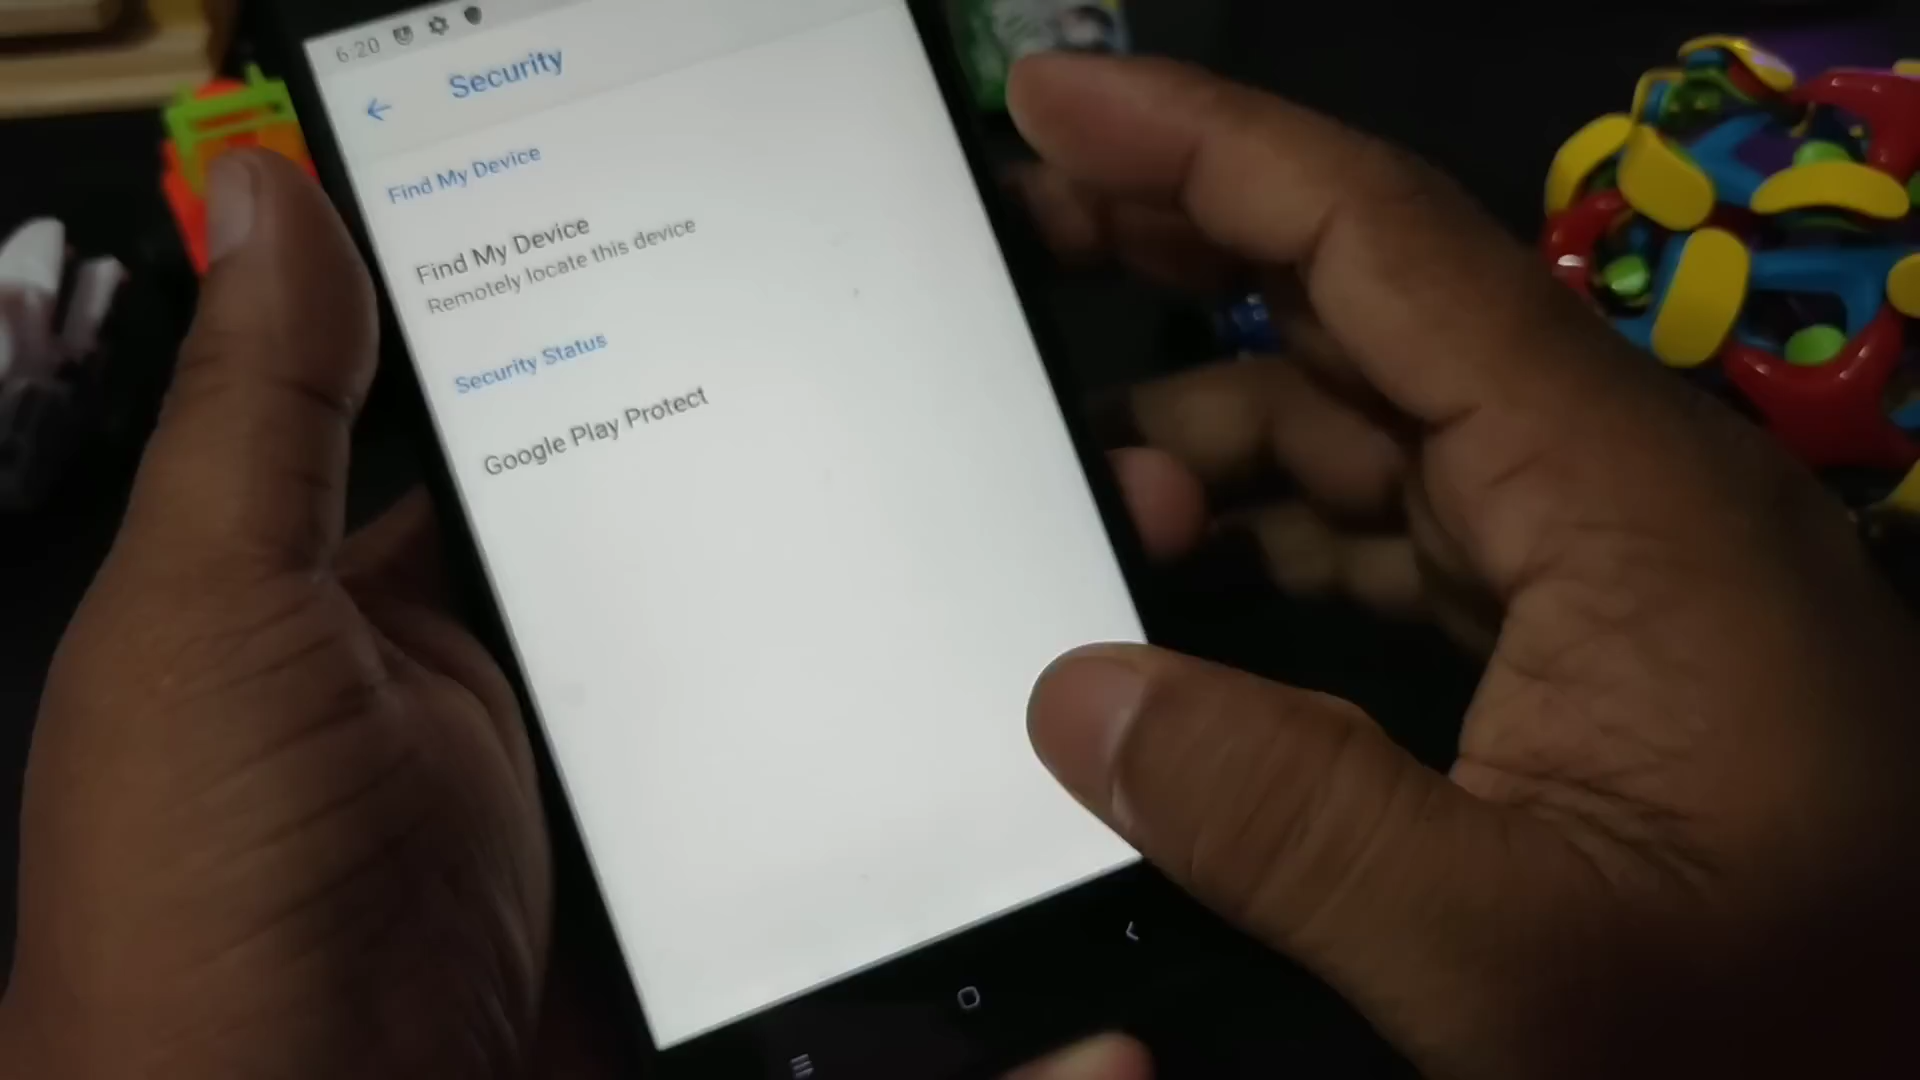 6:20
Security
Find My Device
Find My Device
Remotely locate this device
Security Status
Google Play Protect